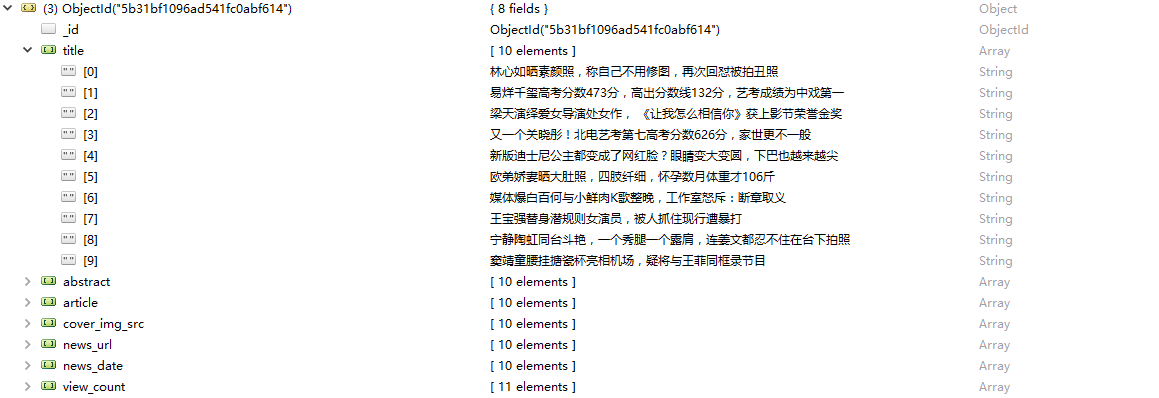 (3) ObjectId("5b31bf1096ad541fc0abf614") { 8 fields } Object
_id ObjectId("5b31bf1096ad541fc0abf614") ObjectId
title [ 10 elements ] Array
[0] 林心如晒素颜照，称自己不用修图，再次回怼被拍丑照 String
[1] 易烊千玺高考分数473分，高出分数线132分，艺考成绩为中戏第一 String
[2] 梁天演绎爱女导演处女作， 《让我怎么相信你》获上影节荣誉金奖 String
[3] 又一个关晓彤！北电艺考第七高考分数626分，家世更不一般 String
[4] 新版迪士尼公主都变成了网红脸？眼睛变大变圆，下巴也越来越尖 String
[5] 欧弟娇妻晒大肚照，四肢纤细，怀孕数月体重才106斤 String
[6] 媒体爆白百何与小鲜肉K歌整晚，工作室怒斥：断章取义 String
[7] 王宝强替身潜规则女演员，被人抓住现行遭暴打 String
[8] 宁静陶虹同台斗艳，一个秀腿一个露肩，连姜文都忍不住在台下拍照 String
[9] 窦靖童腰挂搪瓷杯亮相机场，疑将与王菲同框录节目 String
abstract [ 10 elements ] Array
article [ 10 elements ] Array
cover_img_src [ 10 elements ] Array
news_url [ 10 elements ] Array
news_date [ 10 elements ] Array
view_count [ 11 elements ] Array